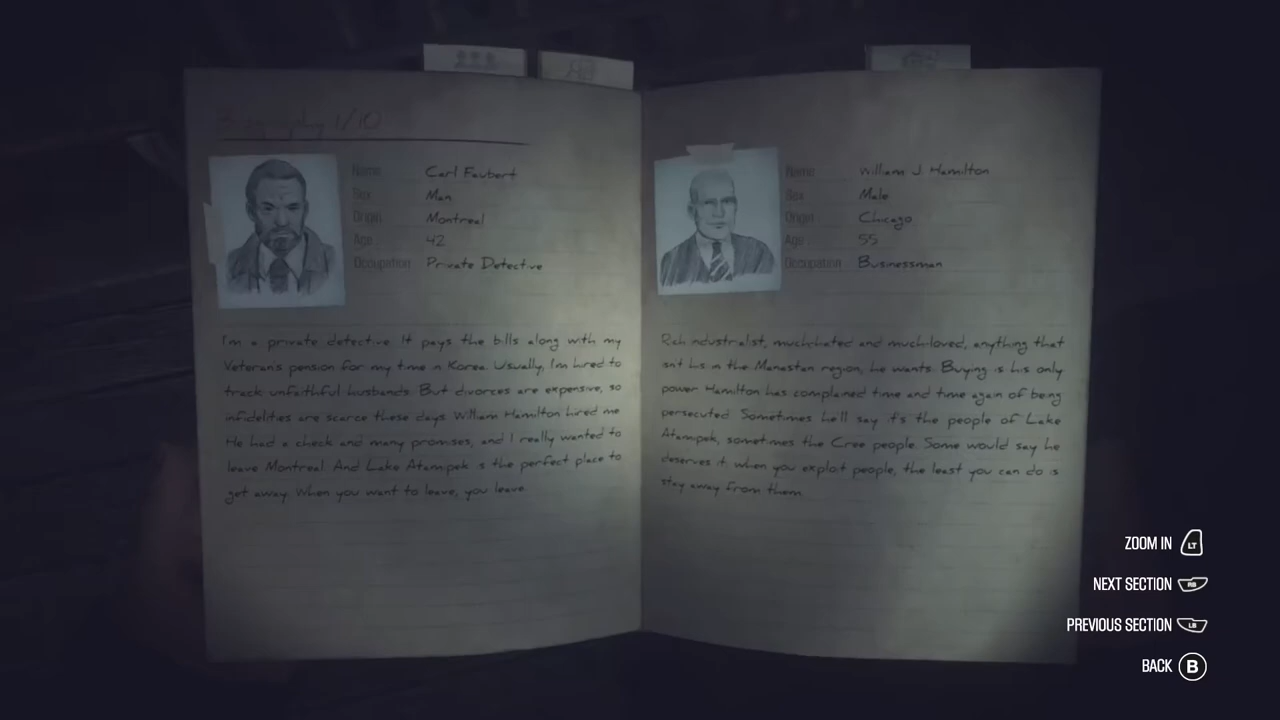 Biography 1/10
Name Carl Faubert
Sex Man
Origin Montreal
Age 42
Occupation Private Detective
I'm a private detective. It pays the bills along with my
Veteran's pension for my time in Korea. Usually, I'm hired to
track unfaithful husbands. But divorces are expensive, so
infidelities are scarce these days. William Hamilton hired me.
He had a check and many promises, and I really wanted to
leave Montreal. And Lake Atamipek is the perfect place to
get away. When you want to leave, you leave.
Name William J. Hamilton
Sex Male
Origin Chicago
Age 55
Occupation Businessman
Rich industrialist, much-hated and much-loved, anything that
isn't his in the Manastan region, he wants. Buying is his only
power. Hamilton has complained time and time again of being
persecuted. Sometimes he'll say it's the people of Lake
Atamipek, sometimes the Cree people. Some would say he
deserves it: when you exploit people, the least you can do is
stay away from them.
ZOOM IN LT
NEXT SECTION RB
PREVIOUS SECTION LB
BACK B